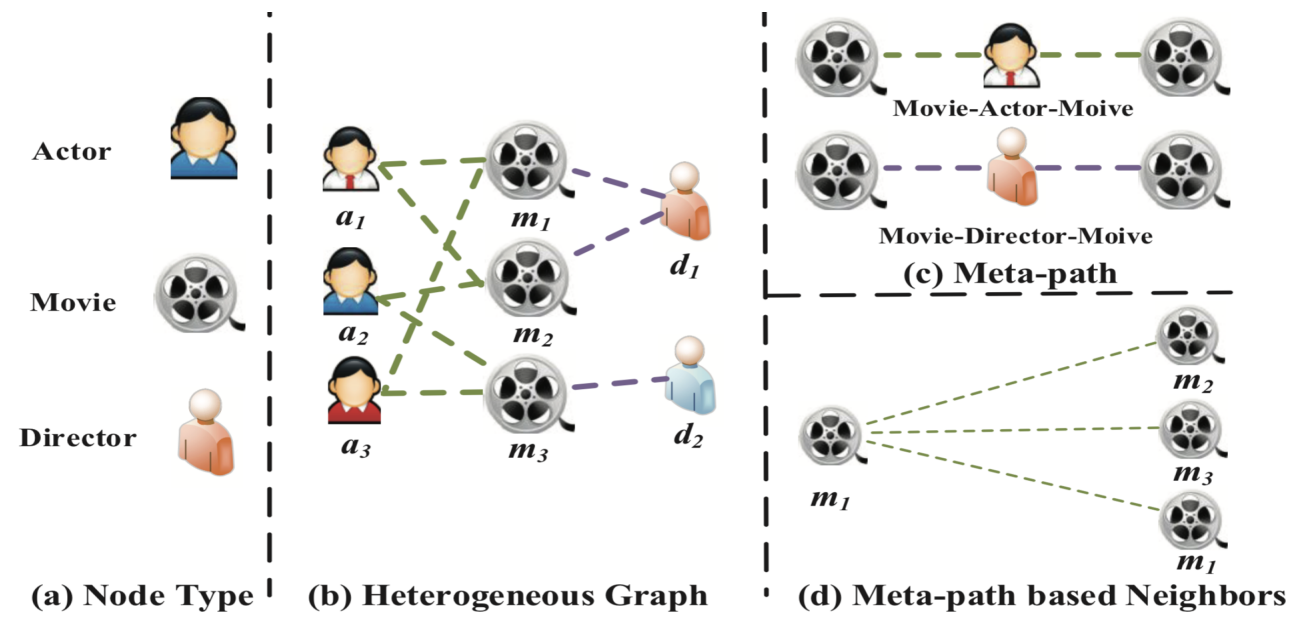 Actor
Movie
Director
(a) Node Type
a1
a2
a3
m1
m2
m3
d1
d2
(b) Heterogeneous Graph
Movie-Actor-Moive
Movie-Director-Moive
(c) Meta-path
m1
m2
m3
m1
(d) Meta-path based Neighbors